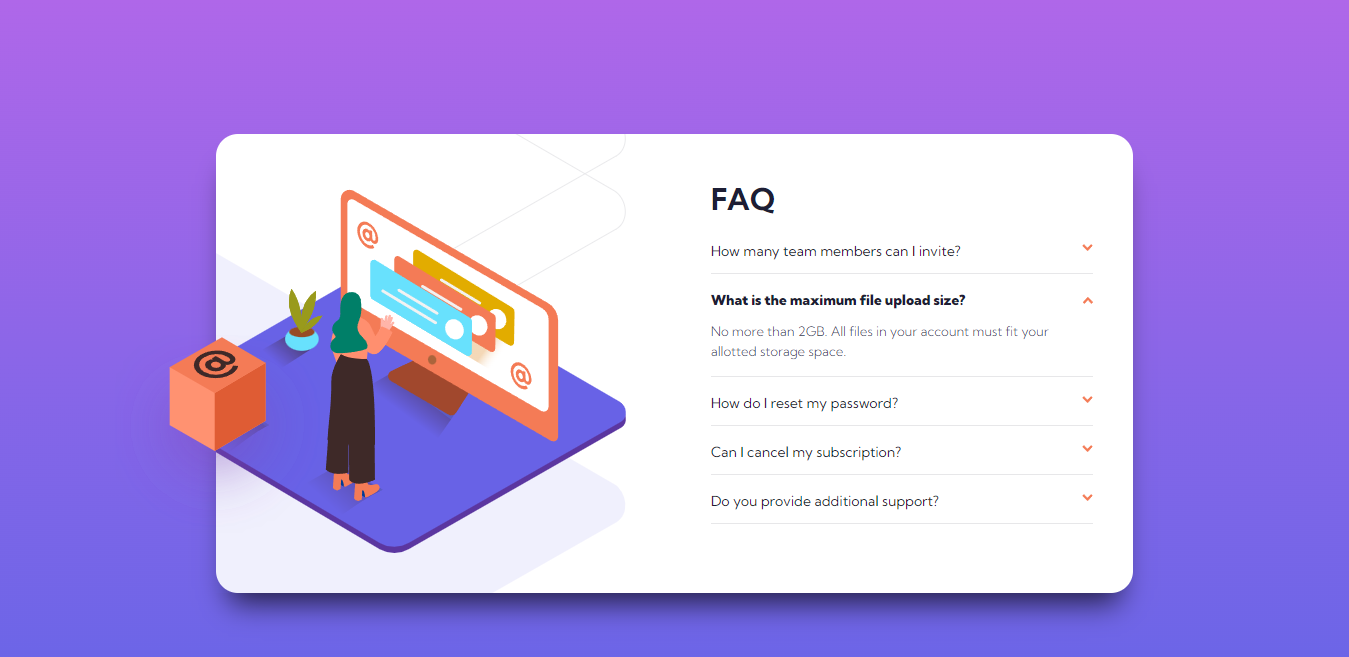 FAQ
How many team members can I invite?
What is the maximum file upload size?
No more than 2GB. All files in your account must fit your
allotted storage space.
How do I reset my password?
Can I cancel my subscription?
Do you provide additional support?
@
@
@